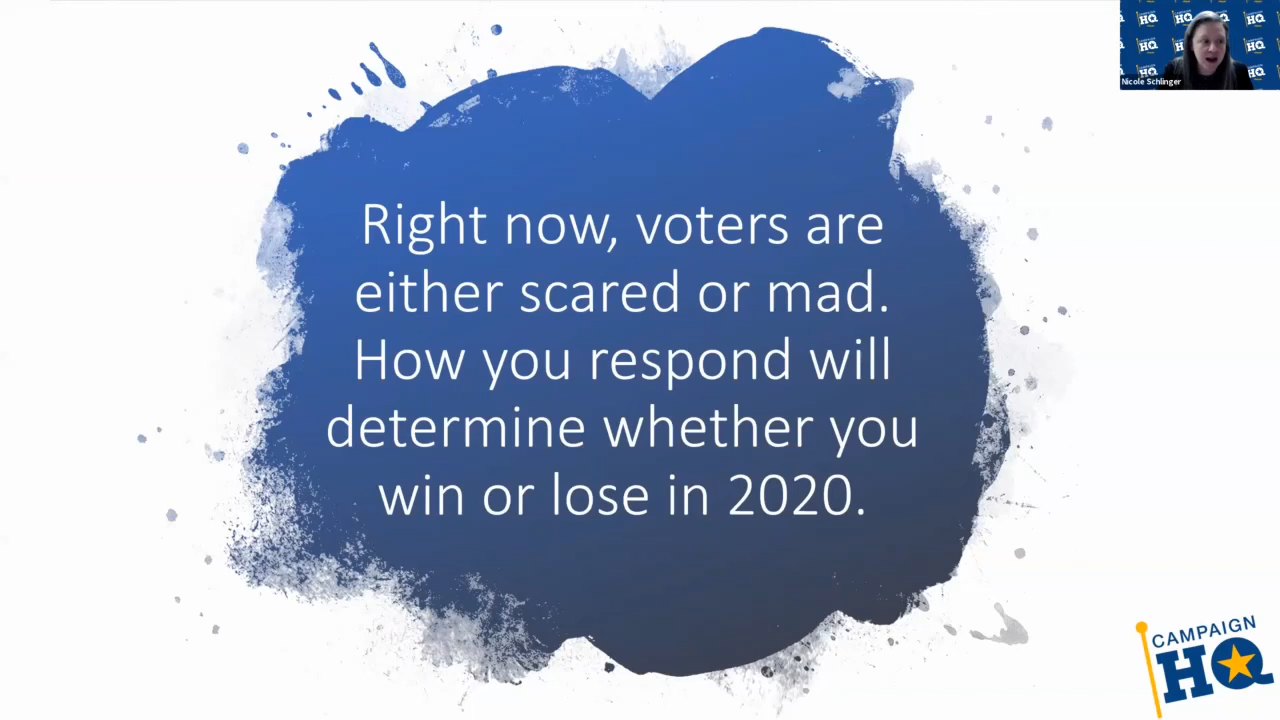 Right now, voters are
either scared or mad.
How you respond will
determine whether you
win or lose in 2020.
Nicole Schlinger
CAMPAIGN
HQ